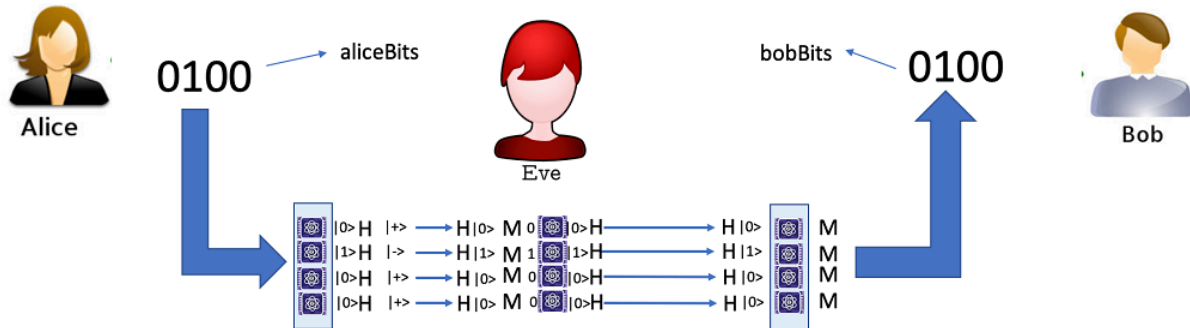 0100
aliceBits
bobBits
0100
Alice
Eve
Bob
|0>H |+> H|0> M 0 |0>H H|0> M
|1>H |-> H|1> M 1 |1>H H|1> M
|0>H |+> H|0> M 0 |0>H H|0> M
|0>H |+> H|0> M 0 |0>H H|0> M